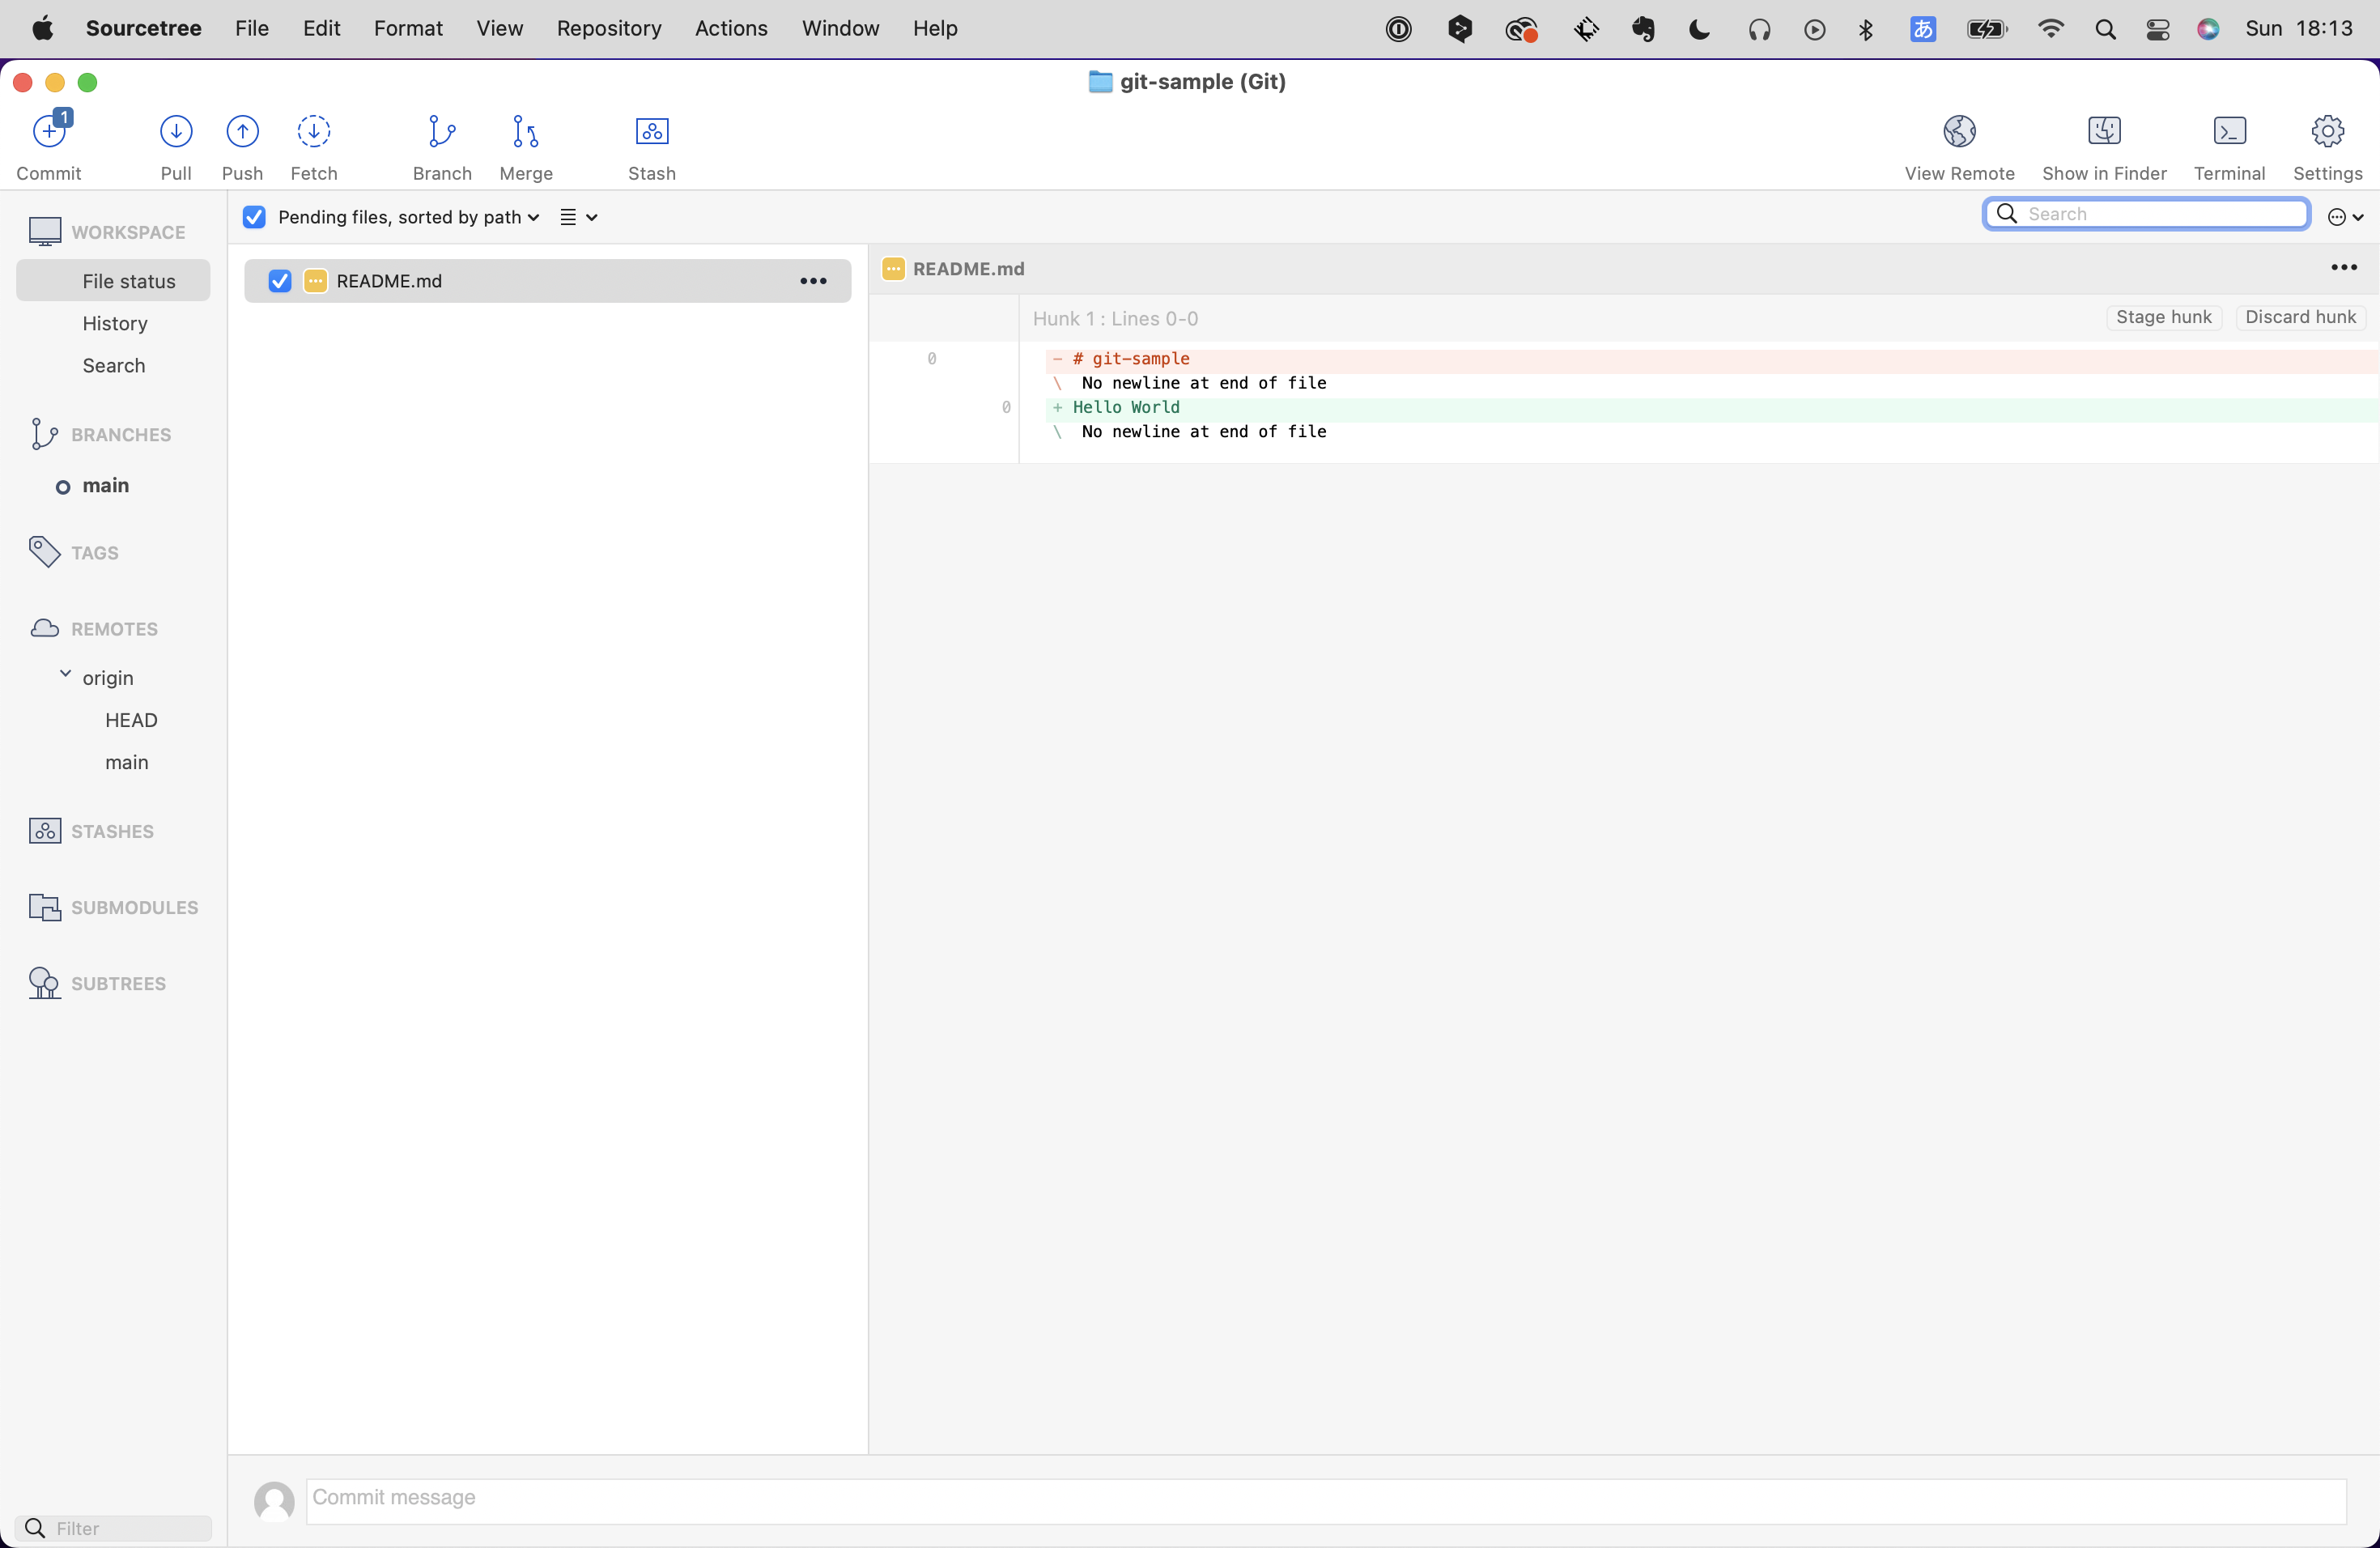 Sourcetree File Edit Format View Repository Actions Window Help あ Sun 18:13
git-sample (Git)
1
Commit Pull Push Fetch Branch Merge Stash View Remote Show in Finder Terminal Settings
WORKSPACE
File status
History
Search
BRANCHES
main
TAGS
REMOTES
origin
HEAD
main
STASHES
SUBMODULES
SUBTREES
Filter
Pending files, sorted by path
Search
README.md
README.md
Hunk 1 : Lines 0-0 Stage hunk Discard hunk
0 - # git-sample
\ No newline at end of file
0 + Hello World
\ No newline at end of file
Commit message